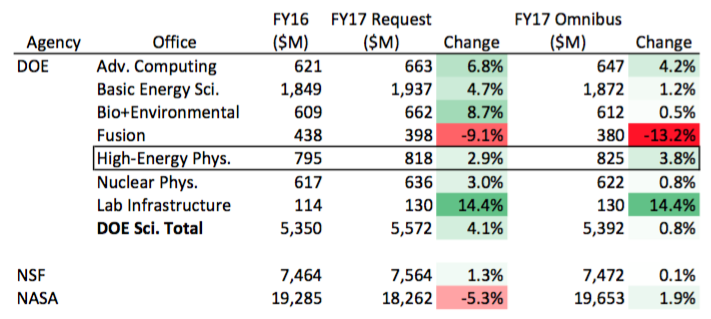 FY16 FY17 Request FY17 Omnibus
Agency Office ($M) ($M) Change ($M) Change
DOE Adv. Computing 621 663 6.8% 647 4.2%
Basic Energy Sci. 1,849 1,937 4.7% 1,872 1.2%
Bio+Environmental 609 662 8.7% 612 0.5%
Fusion 438 398 -9.1% 380 -13.2%
High-Energy Phys. 795 818 2.9% 825 3.8%
Nuclear Phys. 617 636 3.0% 622 0.8%
Lab Infrastructure 114 130 14.4% 130 14.4%
DOE Sci. Total 5,350 5,572 4.1% 5,392 0.8%
NSF 7,464 7,564 1.3% 7,472 0.1%
NASA 19,285 18,262 -5.3% 19,653 1.9%